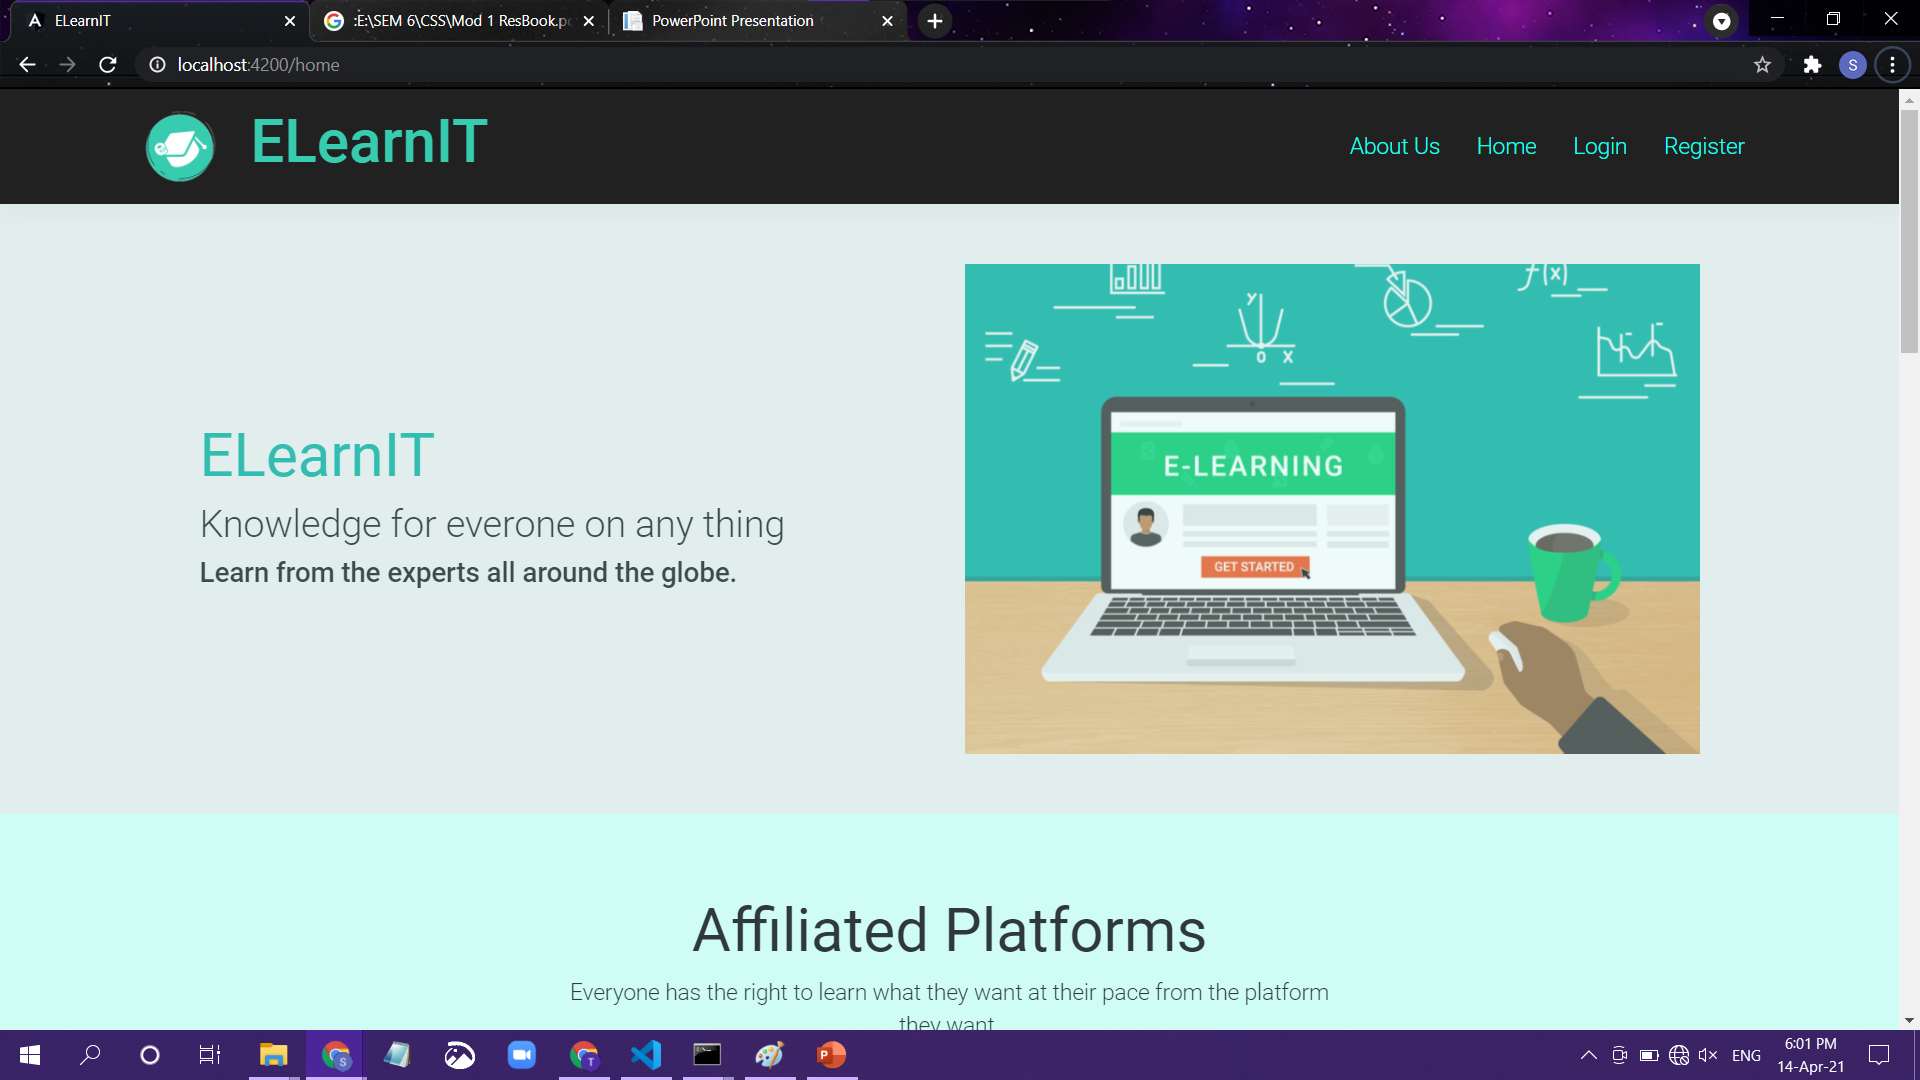 ELearnIT
:E:\SEM 6\CSS\Mod 1 ResBook.pd
PowerPoint Presentation
localhost:4200/home
S
ELearnIT
About Us
Home
Login
Register
ELearnIT
Knowledge for everone on any thing
Learn from the experts all around the globe.
Y
0 X
f(x)
E-LEARNING
GET STARTED
Affiliated Platforms
Everyone has the right to learn what they want at their pace from the platform
they want
ENG
6:01 PM
14-Apr-21